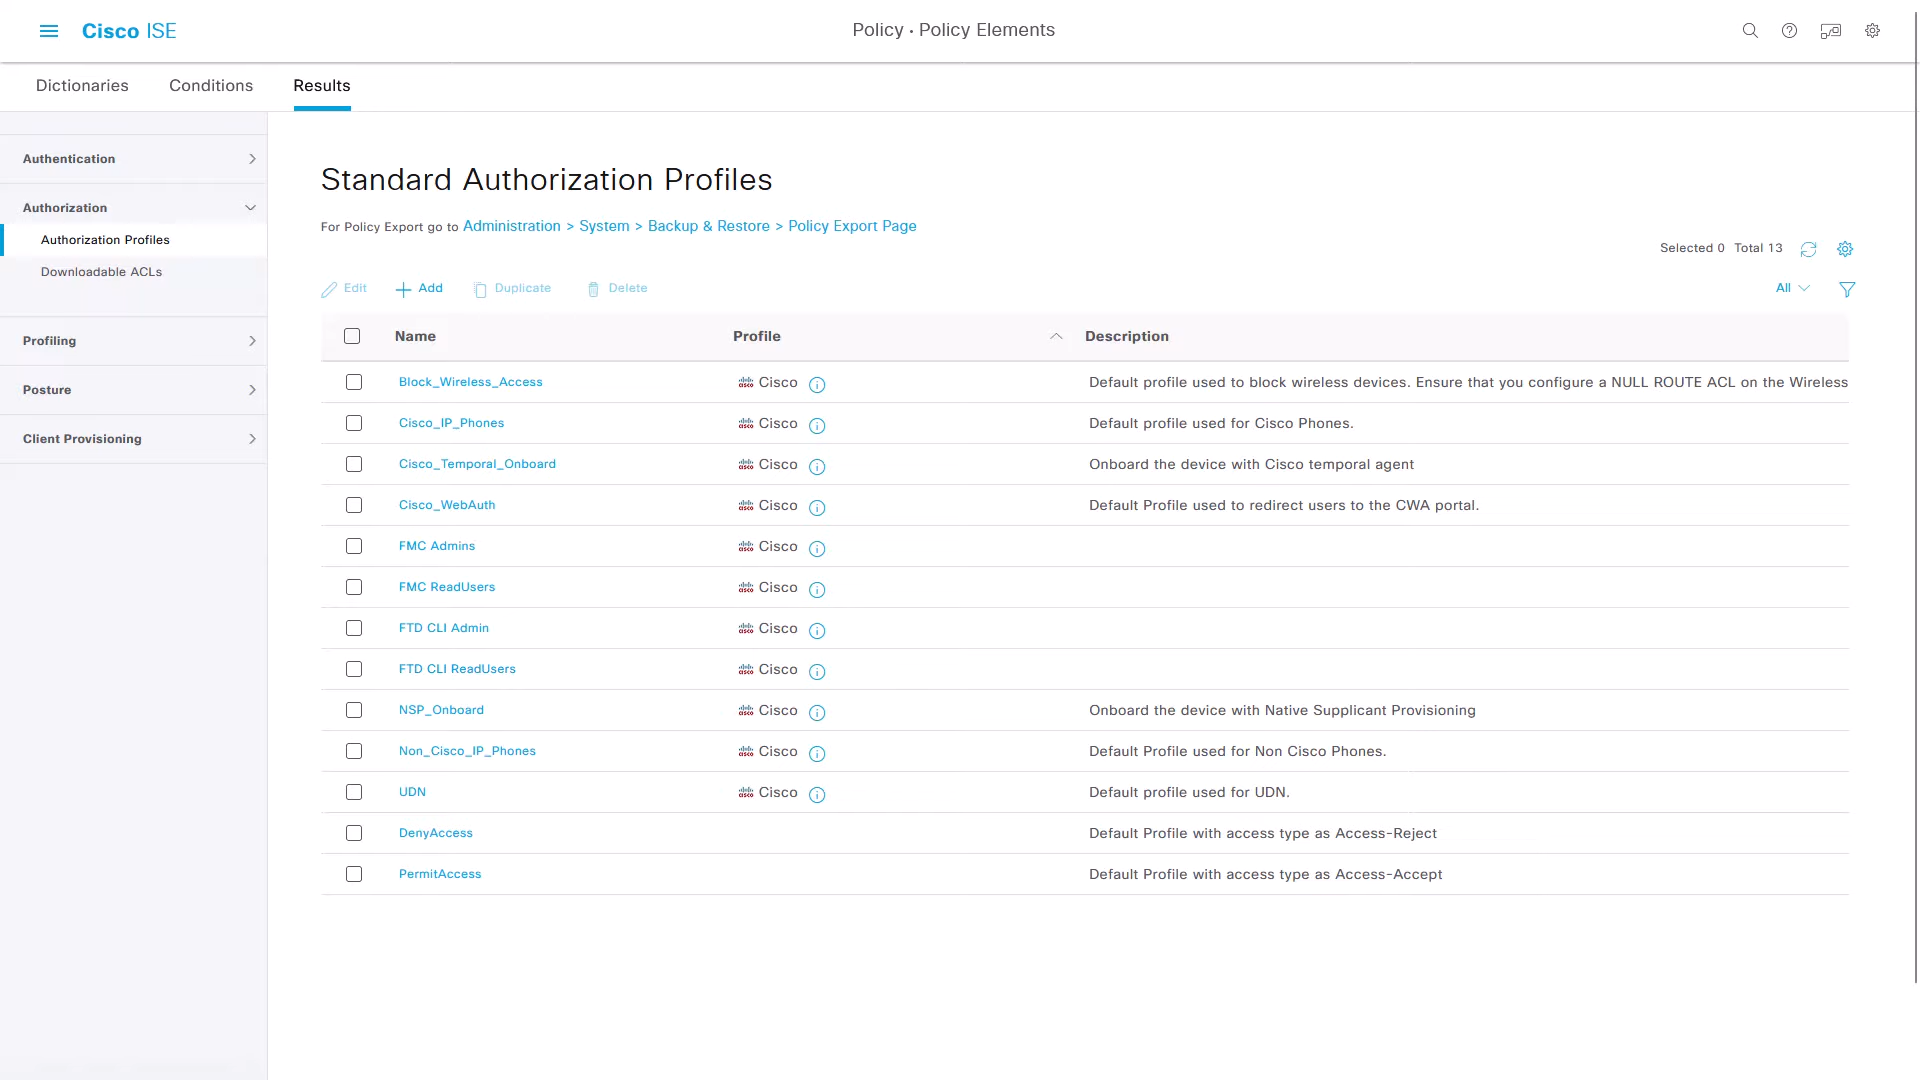 Cisco ISE
Policy · Policy Elements
Dictionaries
Conditions
Results
Authentication
Authorization
Authorization Profiles
Downloadable ACLs
Profiling
Posture
Client Provisioning
Standard Authorization Profiles
For Policy Export go to Administration > System > Backup & Restore > Policy Export Page
Selected 0 Total 13
Edit
Add
Duplicate
Delete
All
Name Profile Description
Block_Wireless_Access Cisco Default profile used to block wireless devices. Ensure that you configure a NULL ROUTE ACL on the Wireless
Cisco_IP_Phones Cisco Default profile used for Cisco Phones.
Cisco_Temporal_Onboard Cisco Onboard the device with Cisco temporal agent
Cisco_WebAuth Cisco Default Profile used to redirect users to the CWA portal.
FMC Admins Cisco
FMC ReadUsers Cisco
FTD CLI Admin Cisco
FTD CLI ReadUsers Cisco
NSP_Onboard Cisco Onboard the device with Native Supplicant Provisioning
Non_Cisco_IP_Phones Cisco Default Profile used for Non Cisco Phones.
UDN Cisco Default profile used for UDN.
DenyAccess Default Profile with access type as Access-Reject
PermitAccess Default Profile with access type as Access-Accept